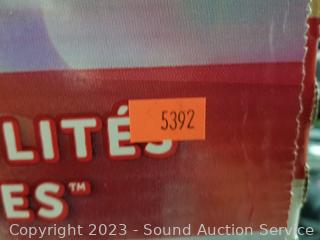 5392
LITÉS
ES™
Copyright 2023 - Sound Auction Service